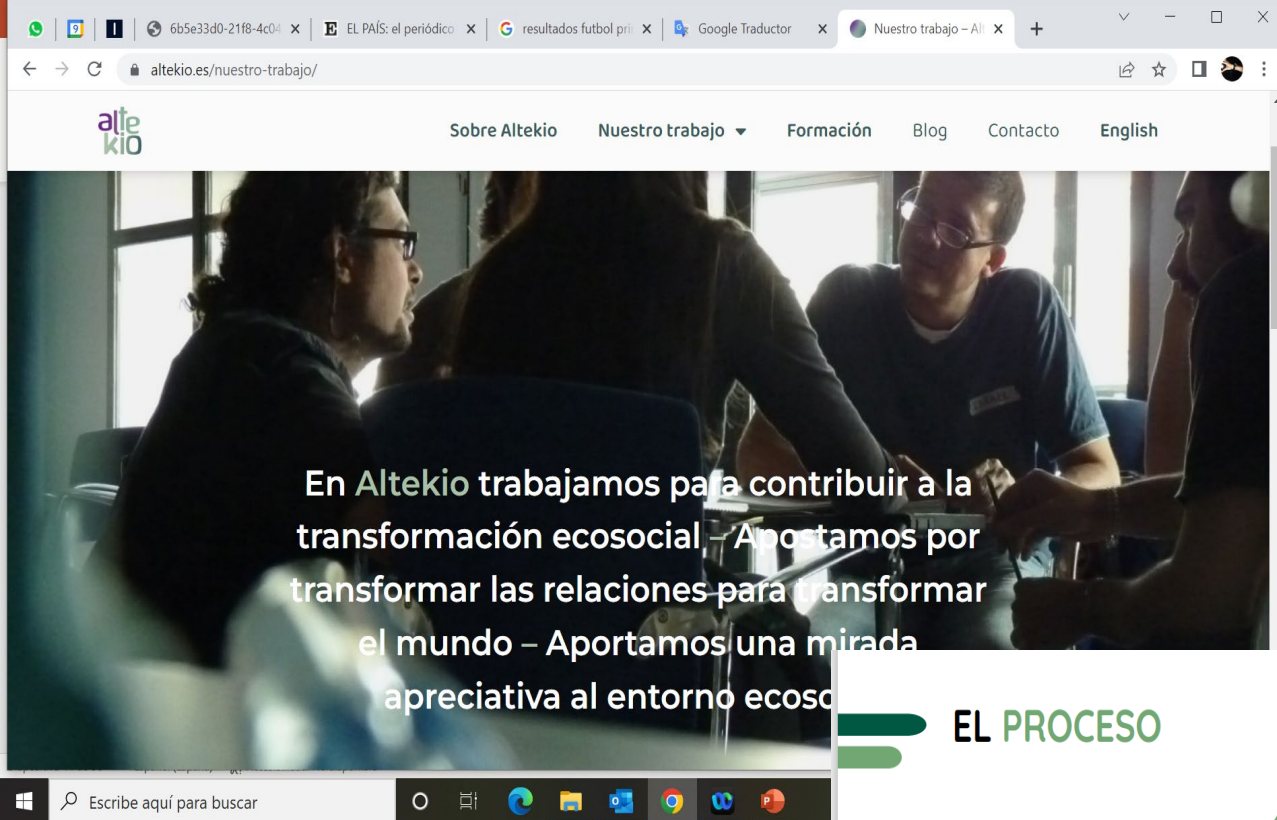 9
I
6b5e33d0-21f8-4c04
EL PAÍS: el periódico
G resultados futbol pri
Google Traductor
Nuestro trabajo – Alt
altekio.es/nuestro-trabajo/
alte
kio
Sobre Altekio
Nuestro trabajo
Formación
Blog
Contacto
English
En Altekio trabajamos para contribuir a la
transformación ecosocial – Apostamos por
transformar las relaciones para transformar
el mundo – Aportamos una mirada
apreciativa al entorno ecoso
EL PROCESO
Escribe aquí para buscar